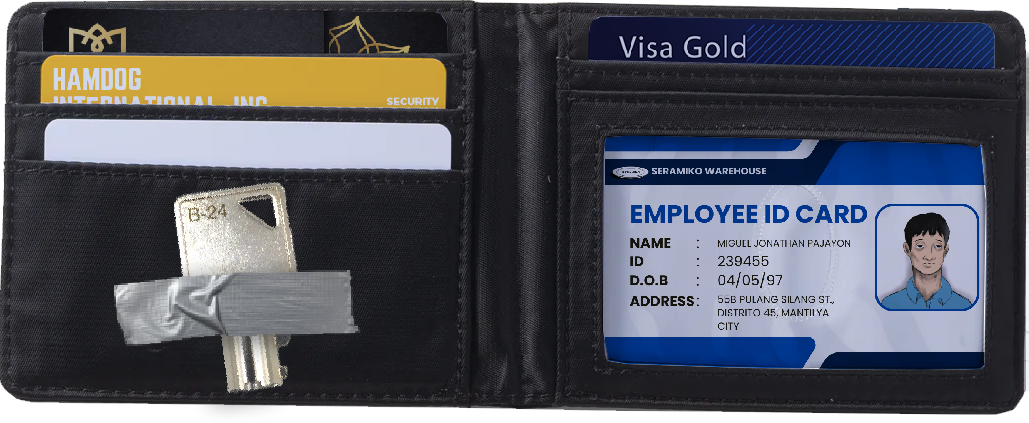 HAMDOG
INTERNATIONAL, INC
SECURITY
B-24
Visa Gold
SERAMIKO WAREHOUSE
EMPLOYEE ID CARD
NAME : MIGUEL JONATHAN PAJAYON
ID : 239455
D.O.B : 04/05/97
ADDRESS: 55B PULANG SILANG ST.,
DISTRITO 45, MANTILYA
CITY